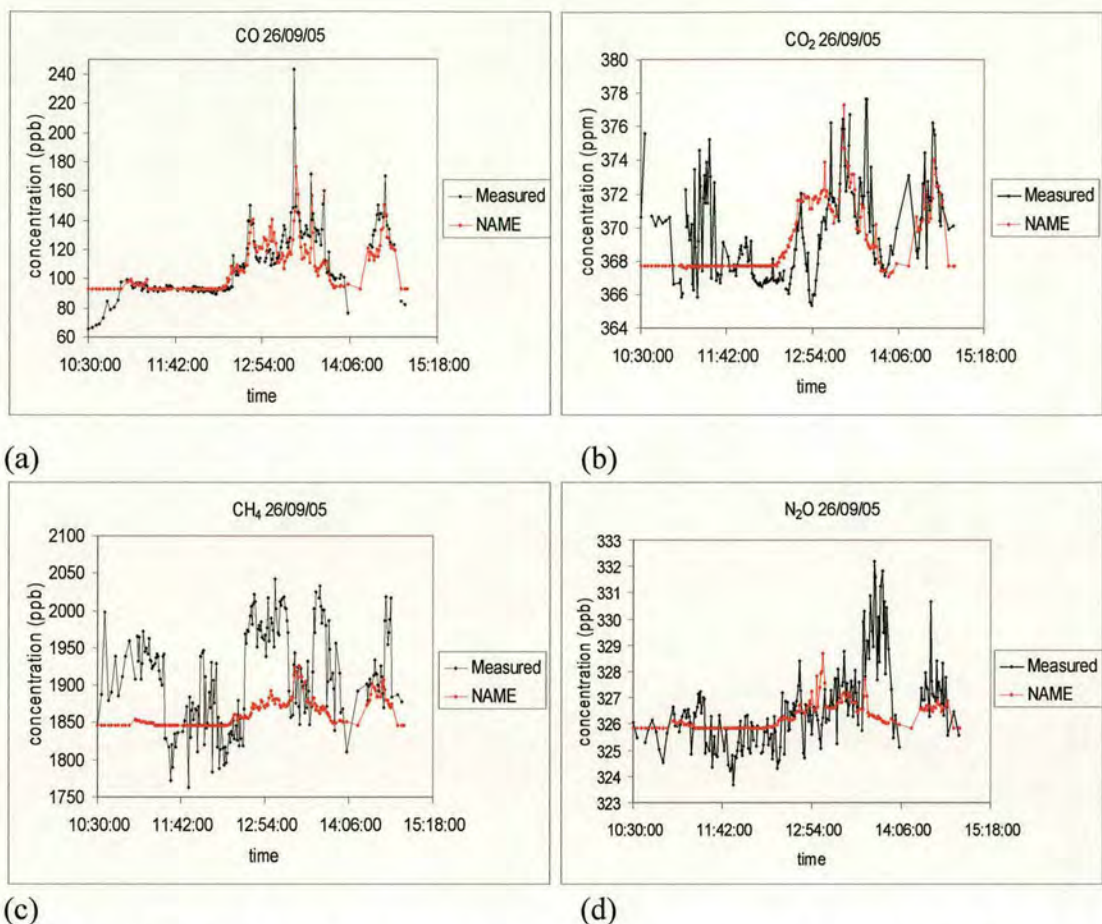 CO 26/09/05
concentration (ppb)
240
220
200
180
160
140
120
100
80
60
10:30:00 11:42:00 12:54:00 14:06:00 15:18:00
time
Measured
NAME
(a)
CO₂ 26/09/05
concentration (ppm)
380
378
376
374
372
370
368
366
364
10:30:00 11:42:00 12:54:00 14:06:00 15:18:00
time
Measured
NAME
(b)
CH₄ 26/09/05
concentration (ppb)
2100
2050
2000
1950
1900
1850
1800
1750
10:30:00 11:42:00 12:54:00 14:06:00 15:18:00
time
Measured
NAME
(c)
N₂O 26/09/05
concentration (ppb)
333
332
331
330
329
328
327
326
325
324
323
10:30:00 11:42:00 12:54:00 14:06:00 15:18:00
time
Measured
NAME
(d)